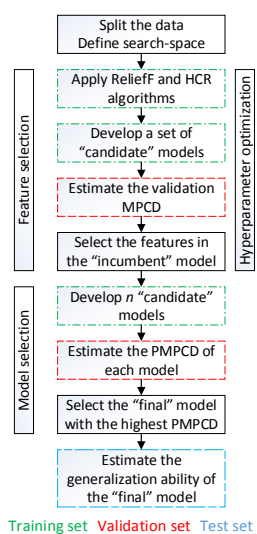 Split the data
Define search-space
Apply ReliefF and HCR
algorithms
Develop a set of
“candidate” models
Estimate the validation
MPCD
Select the features in
the “incumbent” model
Feature selection
Hyperparameter optimization
Develop n “candidate”
models
Estimate the PMPCD of
each model
Select the “final” model
with the highest PMPCD
Model selection
Estimate the
generalization ability of
the “final” model
Training set Validation set Test set